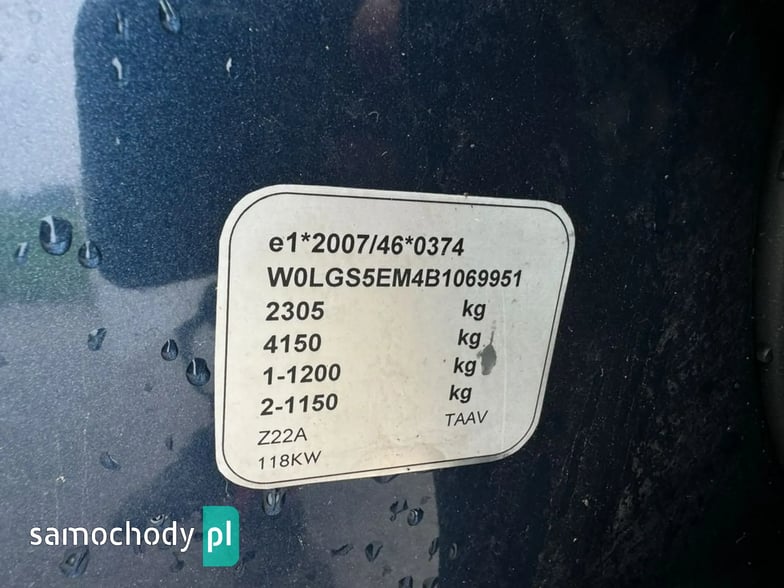 e1*2007/46*0374
W0LGS5EM4B1069951
2305 kg
4150 kg
1-1200 kg
2-1150 kg
Z22A TAAV
118KW
samochody pl